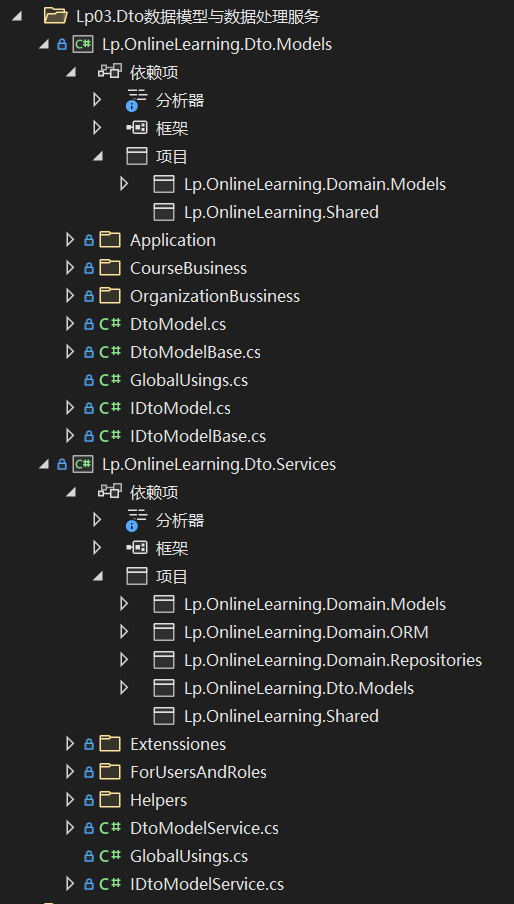 Lp03.Dto数据模型与数据处理服务
C# Lp.OnlineLearning.Dto.Models
依赖项
分析器
框架
项目
Lp.OnlineLearning.Domain.Models
Lp.OnlineLearning.Shared
Application
CourseBusiness
OrganizationBussiness
C# DtoModel.cs
C# DtoModelBase.cs
C# GlobalUsings.cs
C# IDtoModel.cs
C# IDtoModelBase.cs
C# Lp.OnlineLearning.Dto.Services
依赖项
分析器
框架
项目
Lp.OnlineLearning.Domain.Models
Lp.OnlineLearning.Domain.ORM
Lp.OnlineLearning.Domain.Repositories
Lp.OnlineLearning.Dto.Models
Lp.OnlineLearning.Shared
Extenssiones
ForUsersAndRoles
Helpers
C# DtoModelService.cs
C# GlobalUsings.cs
C# IDtoModelService.cs